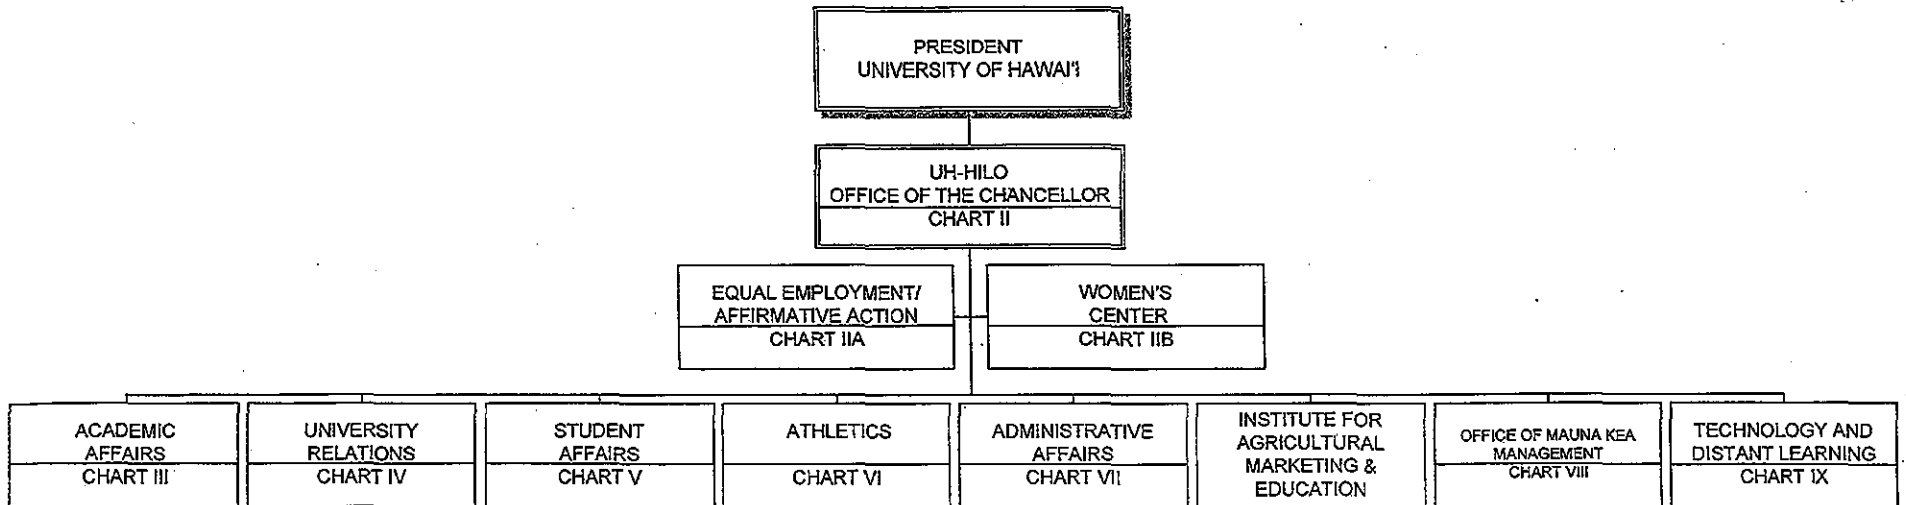 PRESIDENT
UNIVERSITY OF HAWAI'I
UH-HILO
OFFICE OF THE CHANCELLOR
CHART II
EQUAL EMPLOYMENT/
AFFIRMATIVE ACTION
CHART IIA
WOMEN'S
CENTER
CHART IIB
ACADEMIC
AFFAIRS
CHART III
UNIVERSITY
RELATIONS
CHART IV
STUDENT
AFFAIRS
CHART V
ATHLETICS
CHART VI
ADMINISTRATIVE
AFFAIRS
CHART VII
INSTITUTE FOR
AGRICULTURAL
MARKETING &
EDUCATION
OFFICE OF MAUNA KEA
MANAGEMENT
CHART VIII
TECHNOLOGY AND
DISTANT LEARNING
CHART IX